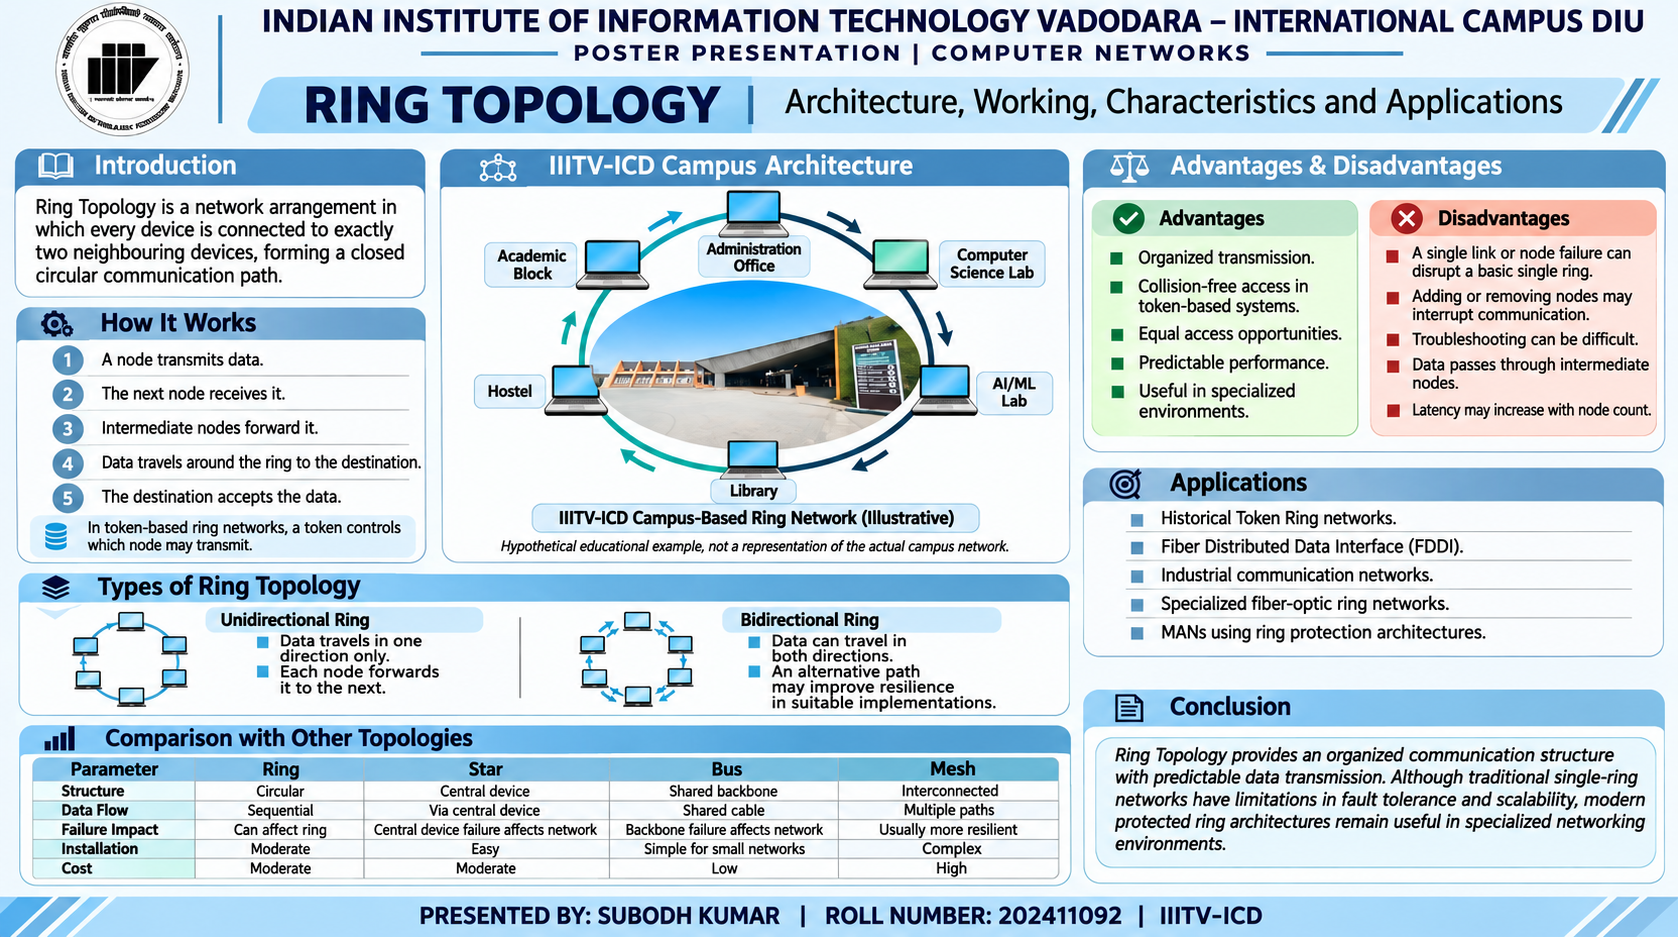 INDIAN INSTITUTE OF INFORMATION TECHNOLOGY VADODARA – INTERNATIONAL CAMPUS DIU
POSTER PRESENTATION | COMPUTER NETWORKS
RING TOPOLOGY | Architecture, Working, Characteristics and Applications
Introduction
Ring Topology is a network arrangement in
which every device is connected to exactly
two neighbouring devices, forming a closed
circular communication path.
How It Works
1 A node transmits data.
2 The next node receives it.
3 Intermediate nodes forward it.
4 Data travels around the ring to the destination.
5 The destination accepts the data.
In token-based ring networks, a token controls
which node may transmit.
IIITV-ICD Campus Architecture
Administration
Office
Academic
Block
Computer
Science Lab
Hostel
AI/ML
Lab
Library
IIITV-ICD Campus-Based Ring Network (Illustrative)
Hypothetical educational example, not a representation of the actual campus network.
Advantages & Disadvantages
Advantages
Organized transmission.
Collision-free access in
token-based systems.
Equal access opportunities.
Predictable performance.
Useful in specialized
environments.
Disadvantages
A single link or node failure can
disrupt a basic single ring.
Adding or removing nodes may
interrupt communication.
Troubleshooting can be difficult.
Data passes through intermediate
nodes.
Latency may increase with node count.
Applications
Historical Token Ring networks.
Fiber Distributed Data Interface (FDDI).
Industrial communication networks.
Specialized fiber-optic ring networks.
MANs using ring protection architectures.
Types of Ring Topology
Unidirectional Ring
Data travels in one
direction only.
Each node forwards
it to the next.
Bidirectional Ring
Data can travel in
both directions.
An alternative path
may improve resilience
in suitable implementations.
Comparison with Other Topologies
Parameter Ring Star Bus Mesh
Structure Circular Central device Shared backbone Interconnected
Data Flow Sequential Via central device Shared cable Multiple paths
Failure Impact Can affect ring Central device failure affects network Backbone failure affects network Usually more resilient
Installation Moderate Easy Simple for small networks Complex
Cost Moderate Moderate Low High
Conclusion
Ring Topology provides an organized communication structure
with predictable data transmission. Although traditional single-ring
networks have limitations in fault tolerance and scalability, modern
protected ring architectures remain useful in specialized networking
environments.
PRESENTED BY: SUBODH KUMAR | ROLL NUMBER: 202411092 | IIITV-ICD